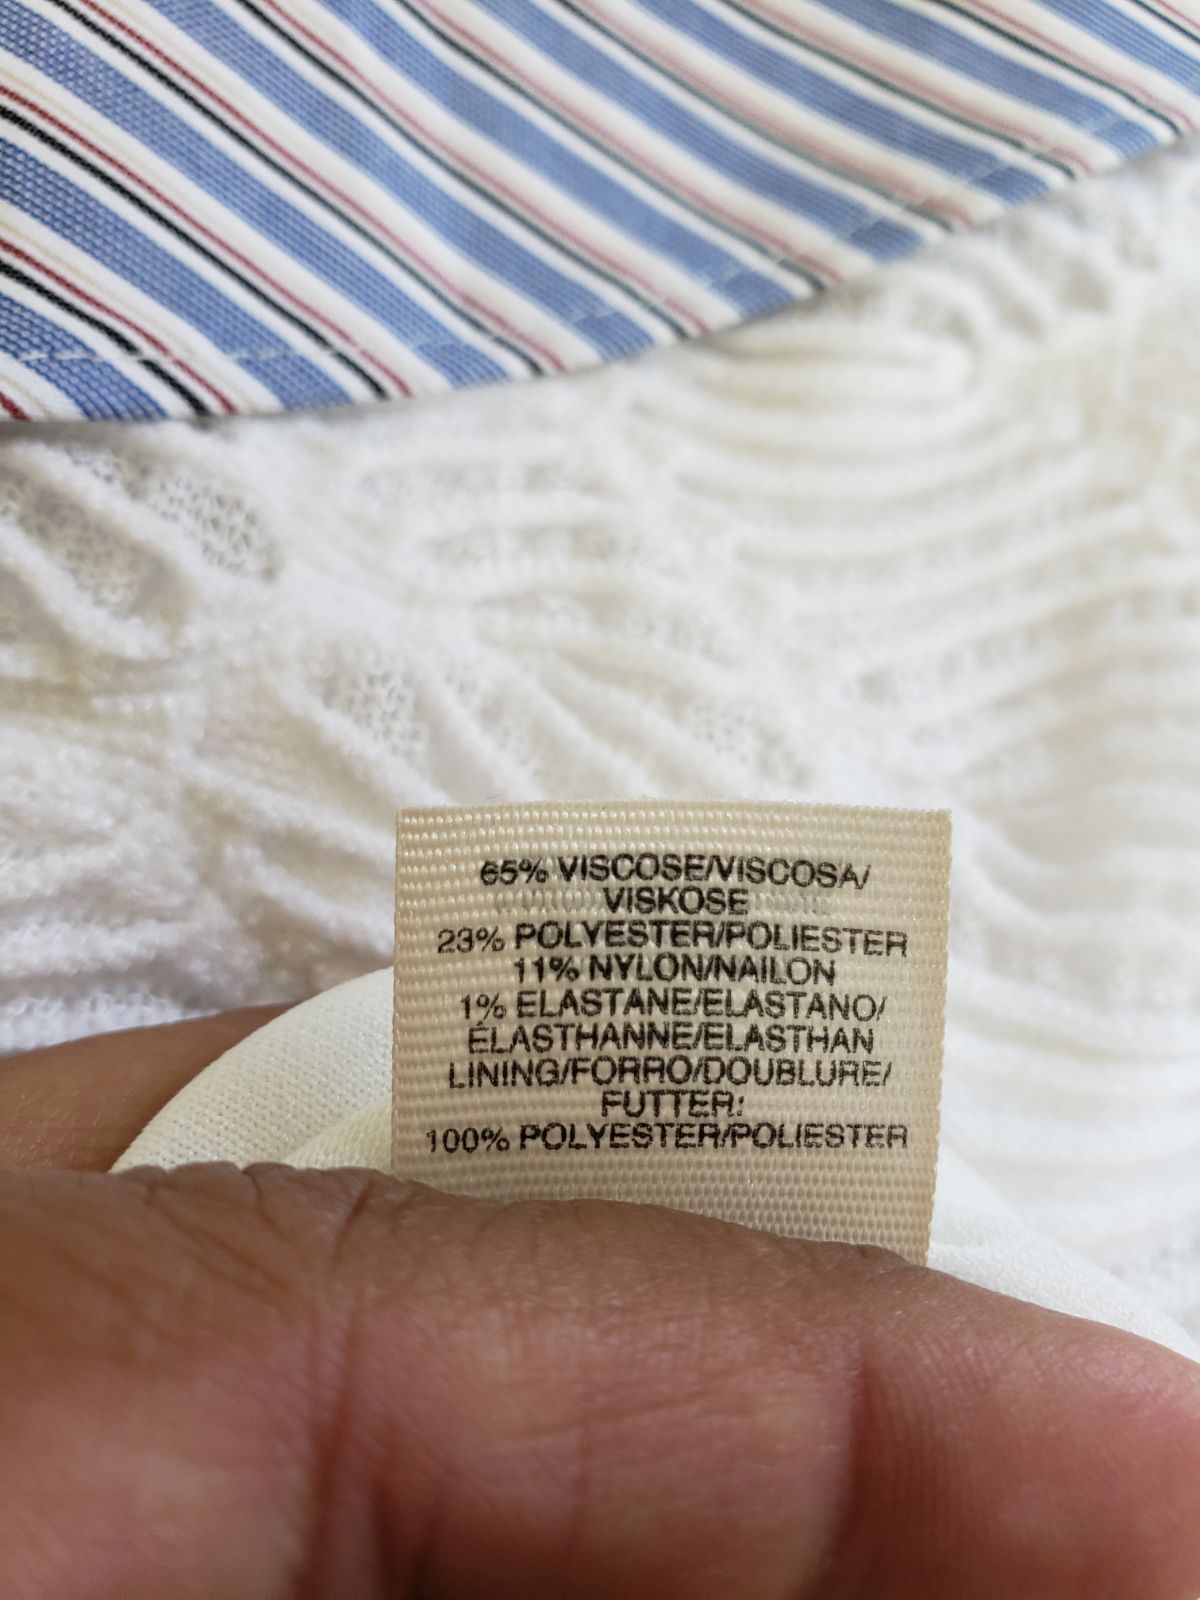 65% VISCOSE/VISCOSA/
VISKOSE
23% POLYESTER/POLIESTER
11% NYLON/NAILON
1% ELASTANE/ELASTANO/
ÉLASTHANNE/ELASTHAN
LINING/FORRO/DOUBLURE/
FUTTER:
100% POLYESTER/POLIESTER